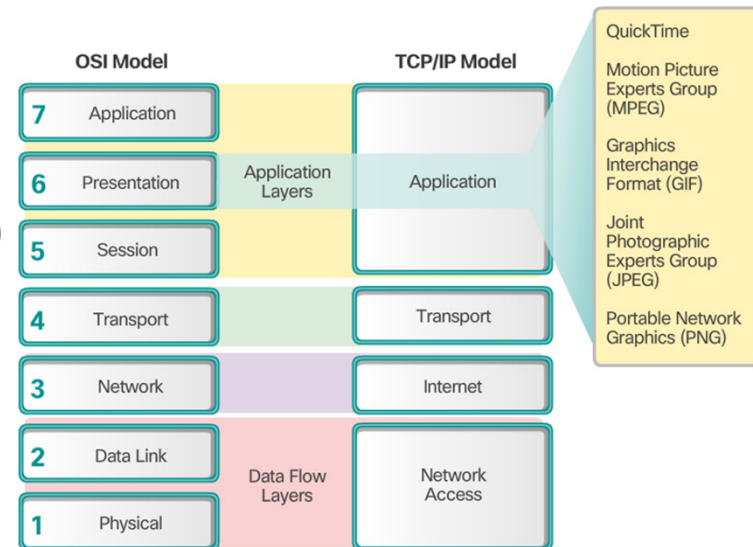 OSI Model
TCP/IP Model
7 Application
6 Presentation
5 Session
4 Transport
3 Network
2 Data Link
1 Physical
Application
Layers
Data Flow
Layers
Application
Transport
Internet
Network
Access
QuickTime
Motion Picture
Experts Group
(MPEG)
Graphics
Interchange
Format (GIF)
Joint
Photographic
Experts Group
(JPEG)
Portable Network
Graphics (PNG)